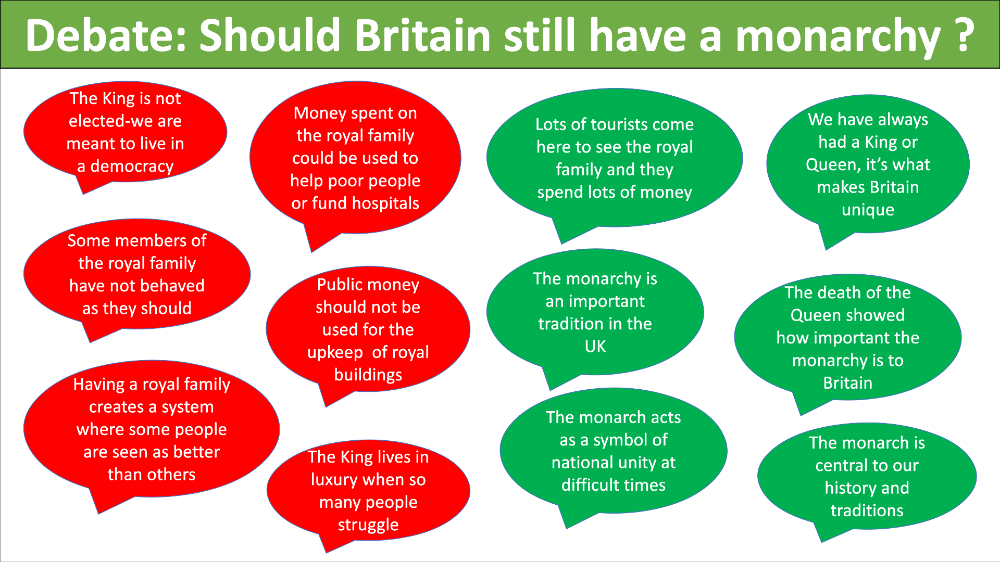 Debate: Should Britain still have a monarchy ?
The King is not
elected-we are
meant to live in
a democracy
Money spent on
the royal family
could be used to
help poor people
or fund hospitals
Lots of tourists come
here to see the royal
family and they
spend lots of money
We have always
had a King or
Queen, it’s what
makes Britain
unique
Some members of
the royal family
have not behaved
as they should
Public money
should not be
used for the
upkeep  of royal
buildings
The monarchy is
an important
tradition in the
UK
The death of the
Queen showed
how important the
monarchy is to
Britain
Having a royal family
creates a system
where some people
are seen as better
than others
The King lives in
luxury when so
many people
struggle
The monarch acts
as a symbol of
national unity at
difficult times
The monarch is
central to our
history and
traditions